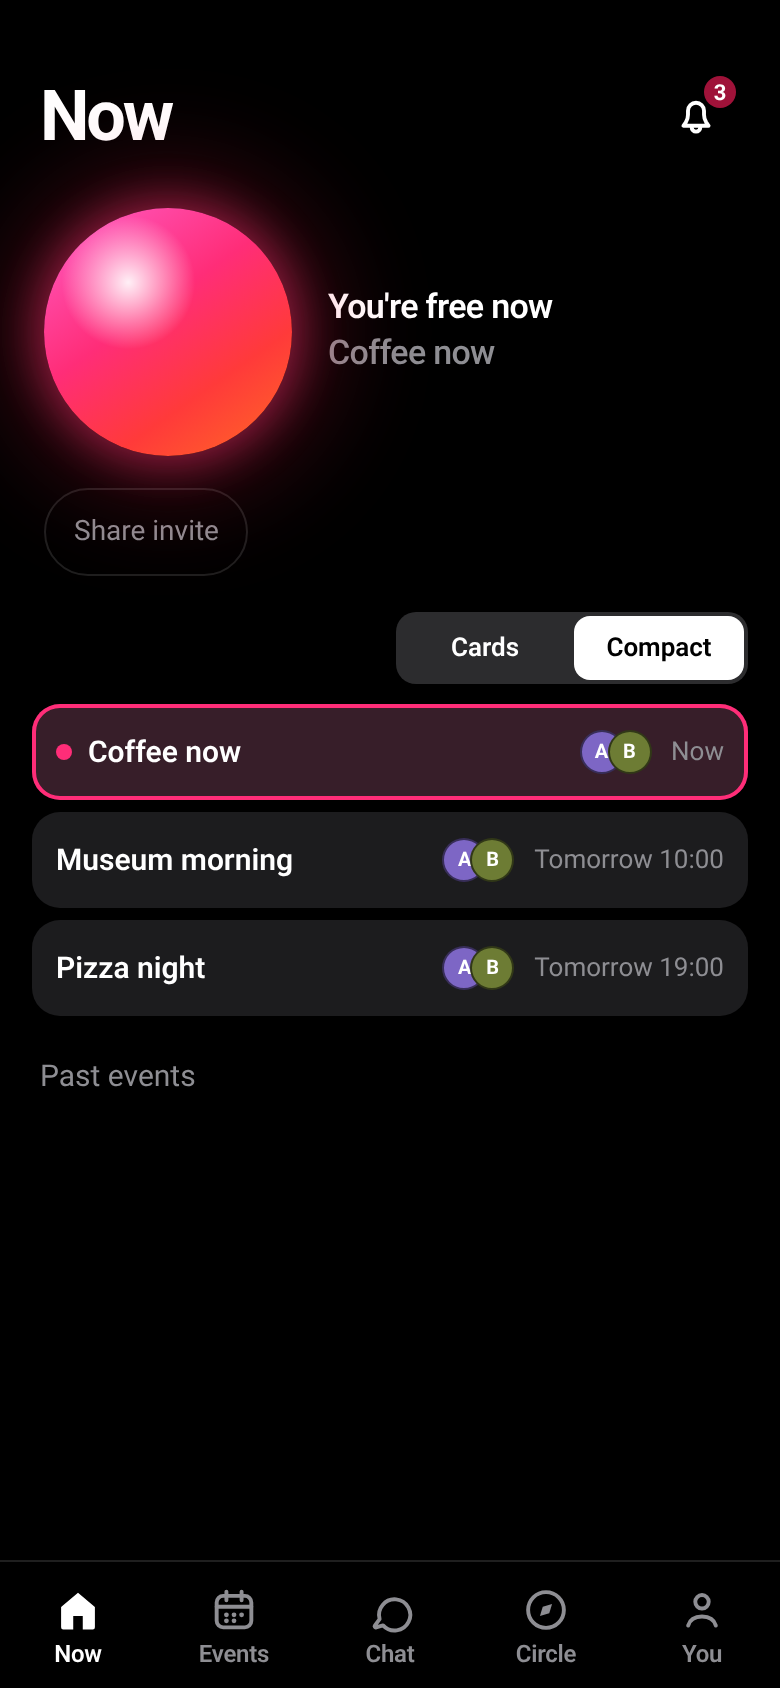 Now
3
You're free now
Coffee now
Share invite
Cards Compact
Coffee now A B Now
Museum morning A B Tomorrow 10:00
Pizza night A B Tomorrow 19:00
Past events
Now Events Chat Circle You